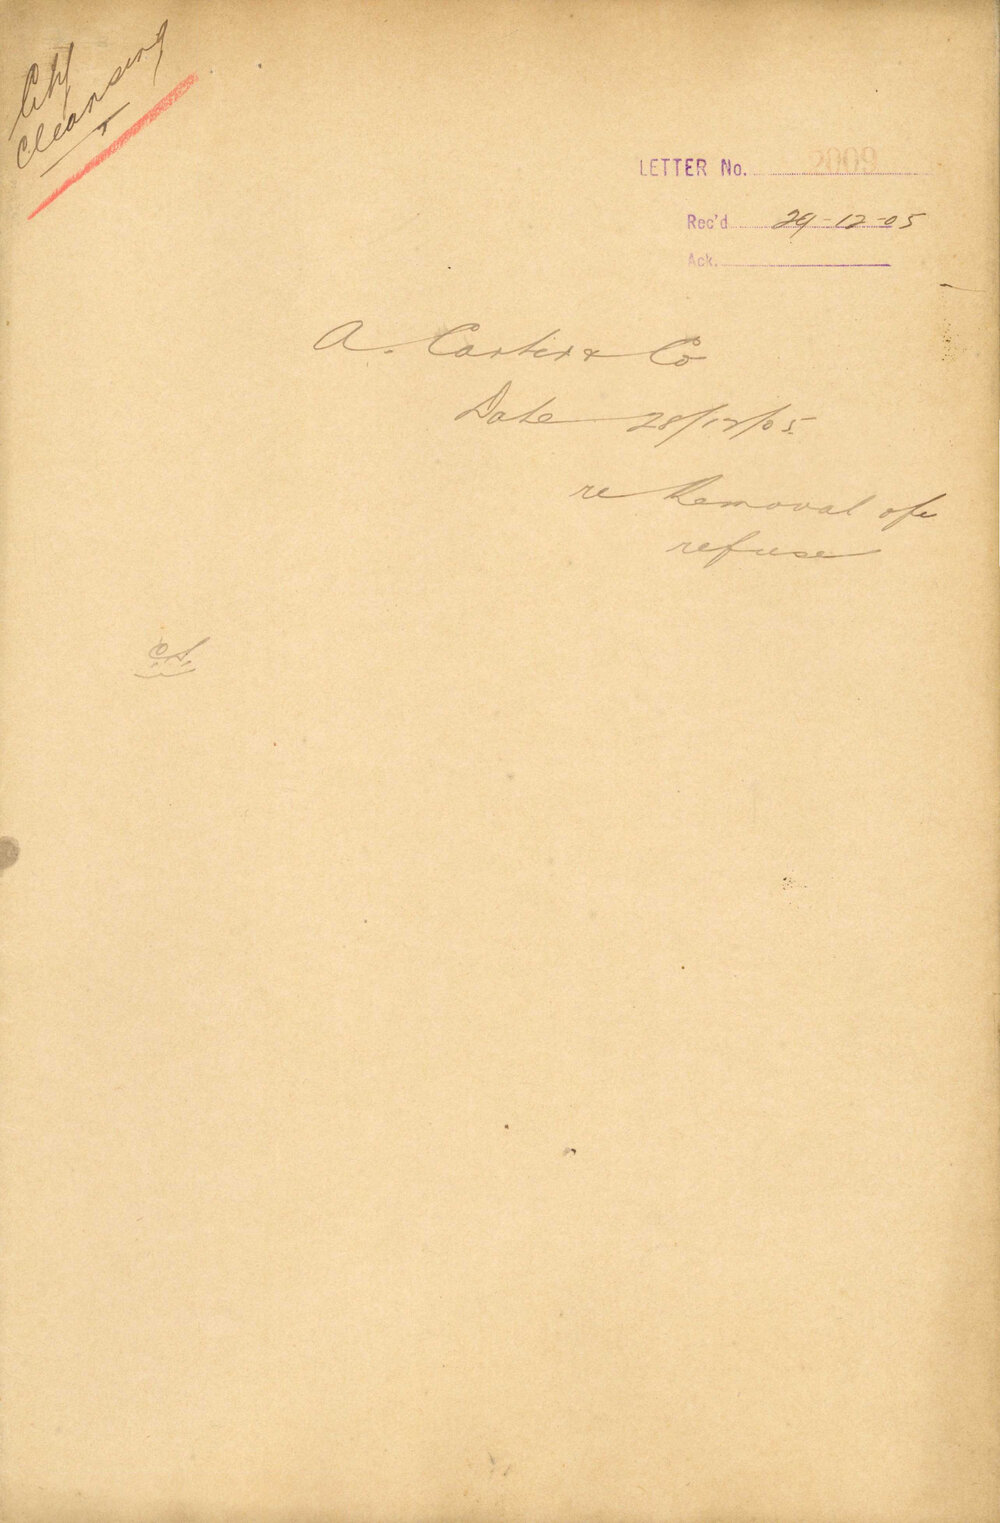 City
Cleansing
LETTER No. 2009
Rec'd 29-12-05
Ack.
A. Carter & Co
Date 28/12/05.
re Removal of
refuse
C.S.